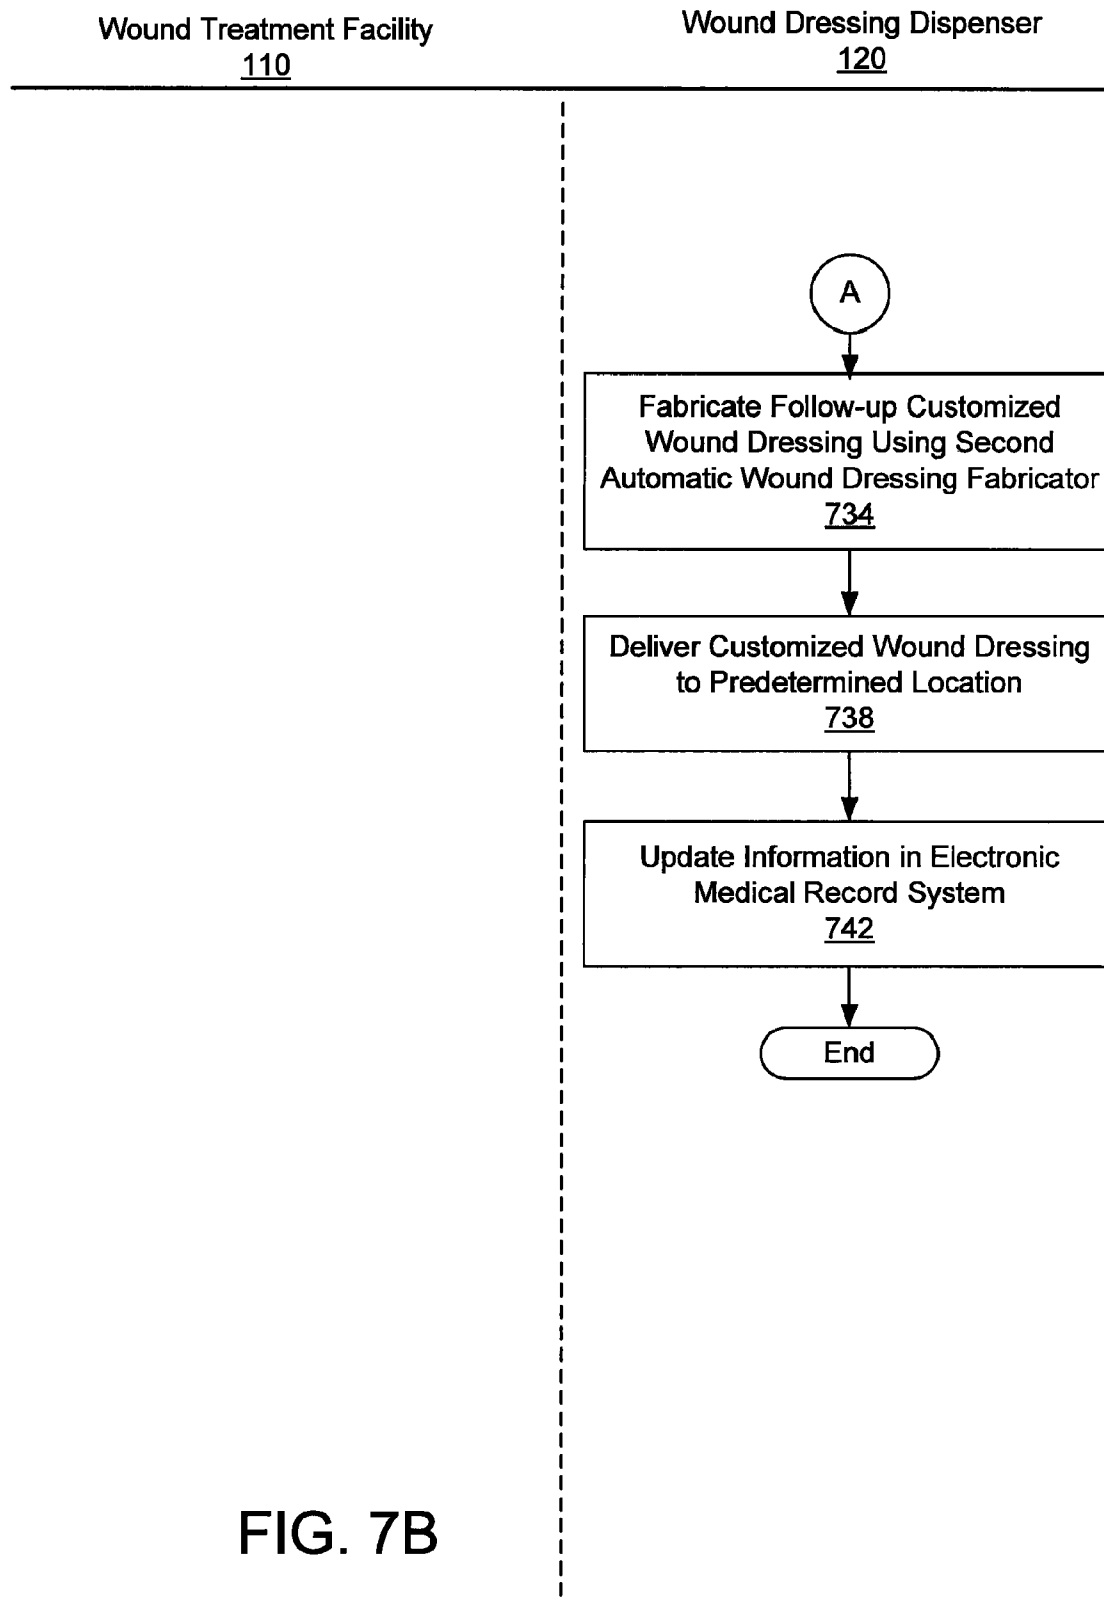 Wound Treatment Facility
110
Wound Dressing Dispenser
120
A
Fabricate Follow-up Customized
Wound Dressing Using Second
Automatic Wound Dressing Fabricator
734
Deliver Customized Wound Dressing
to Predetermined Location
738
Update Information in Electronic
Medical Record System
742
End
FIG. 7B